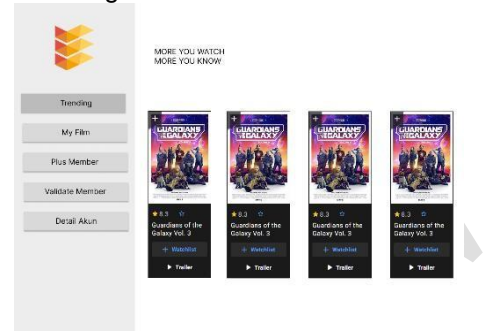 MORE YOU WATCH
MORE YOU KNOW
Trending
My Film
Plus Member
Validate Member
Detail Akun
GUARDIANS GUARDIANS GUARDIANS GUARDIANS
GALAXY GALAXY GALAXY GALAXY
8.3 8.3 8.3 8.3
Guardians of the Guardians of the Guardians of the Guardians of the
Galaxy Vol. 3 Galaxy Vol. 3 Galaxy Vol. 3 Galaxy Vol. 3
+ Watchlist + Watchlist + Watchlist + Watchlist
Trailer Trailer Trailer Trailer